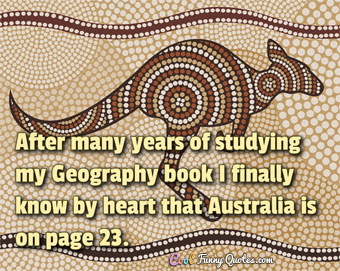 After many years of studying
my Geography book I finally
know by heart that Australia is
on page 23.
CoolFunnyQuotes.com